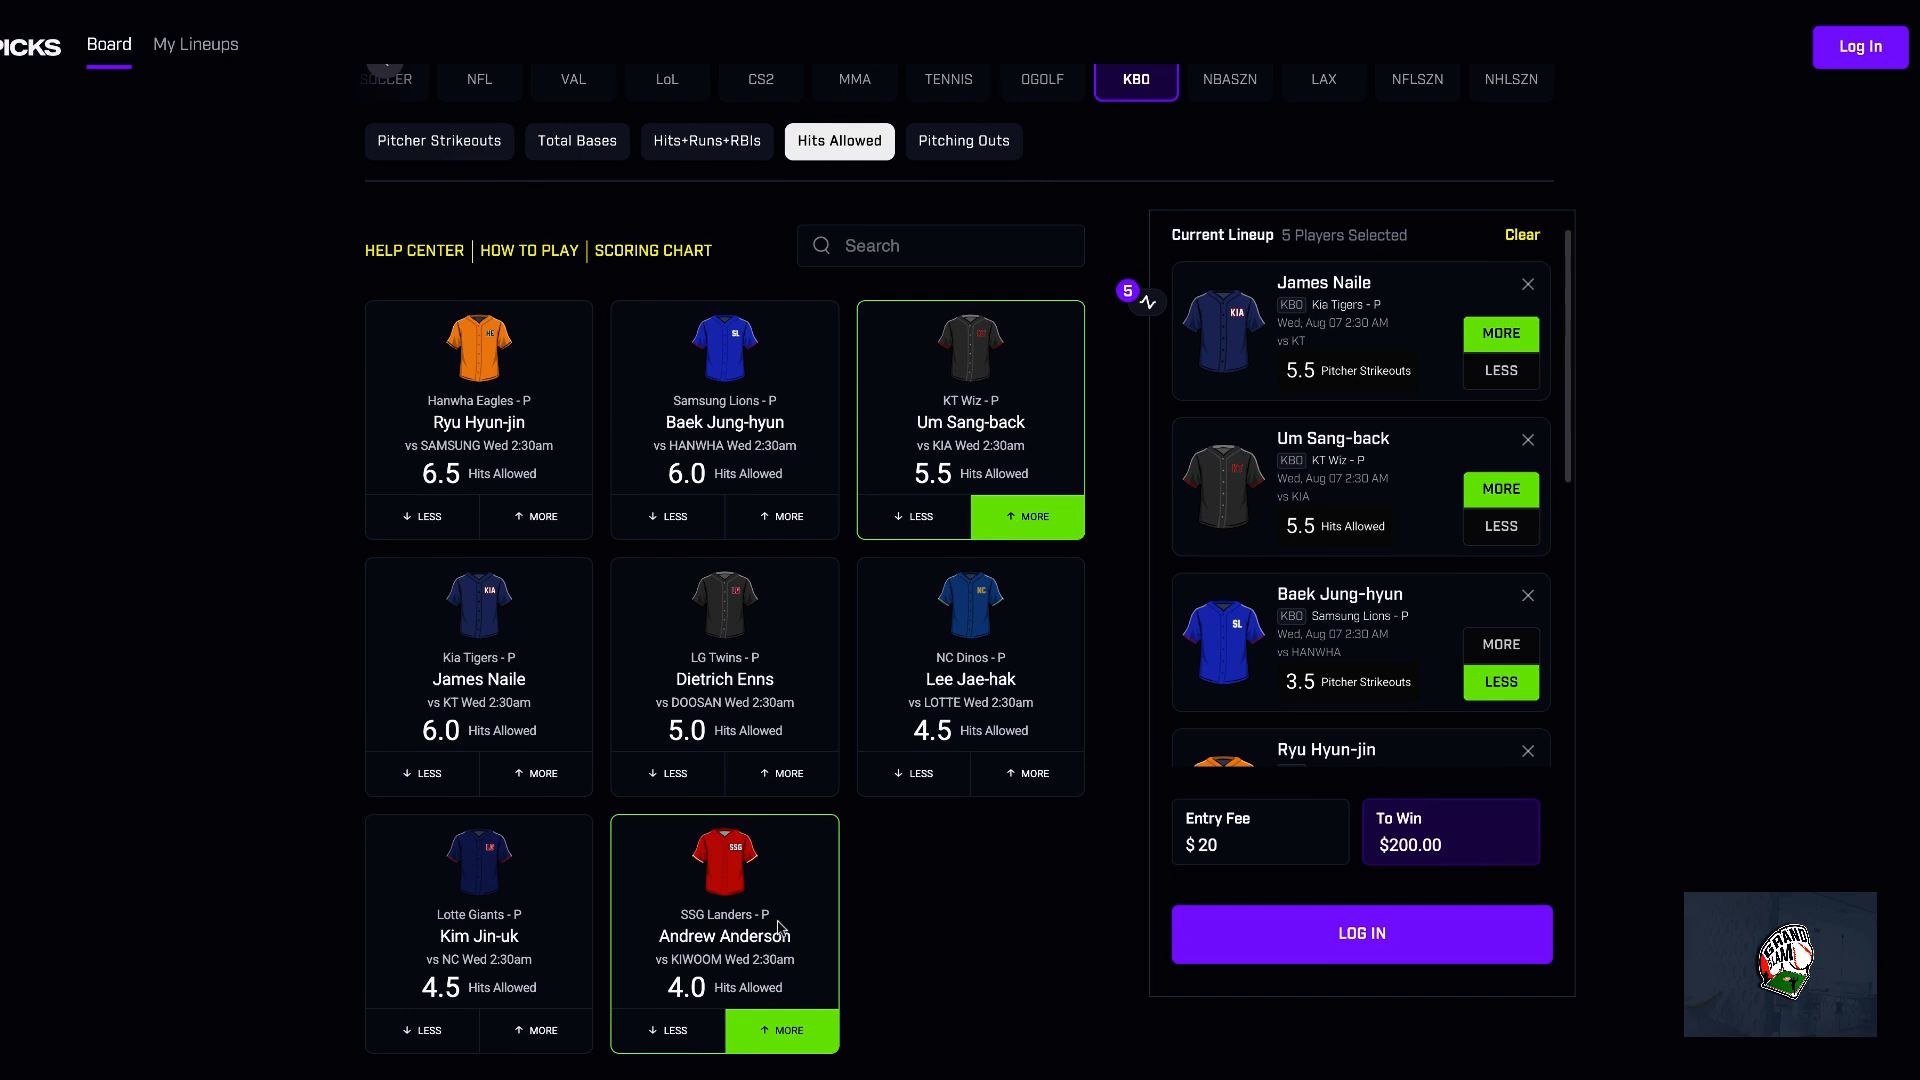 PICKS
Board
My Lineups
Log In
SOCCER
NFL
VAL
LoL
CS2
MMA
TENNIS
OGOLF
KBO
NBASZN
LAX
NFLSZN
NHLSZN
Pitcher Strikeouts
Total Bases
Hits+Runs+RBIs
Hits Allowed
Pitching Outs
HELP CENTER
HOW TO PLAY
SCORING CHART
Search
HE
Hanwha Eagles - P
Ryu Hyun-jin
vs SAMSUNG Wed 2:30am
6.5 Hits Allowed
LESS
MORE
SL
Samsung Lions - P
Baek Jung-hyun
vs HANWHA Wed 2:30am
6.0 Hits Allowed
LESS
MORE
KT
KT Wiz - P
Um Sang-back
vs KIA Wed 2:30am
5.5 Hits Allowed
LESS
MORE
KIA
Kia Tigers - P
James Naile
vs KT Wed 2:30am
6.0 Hits Allowed
LESS
MORE
LG Twins - P
Dietrich Enns
vs DOOSAN Wed 2:30am
5.0 Hits Allowed
LESS
MORE
NC
NC Dinos - P
Lee Jae-hak
vs LOTTE Wed 2:30am
4.5 Hits Allowed
LESS
MORE
Lotte Giants - P
Kim Jin-uk
vs NC Wed 2:30am
4.5 Hits Allowed
LESS
MORE
SSG
SSG Landers - P
Andrew Anderson
vs KIWOOM Wed 2:30am
4.0 Hits Allowed
LESS
MORE
Current Lineup 5 Players Selected
Clear
5
KIA
James Naile
KBO Kia Tigers - P
Wed, Aug 07 2:30 AM
vs KT
5.5 Pitcher Strikeouts
MORE
LESS
KT
Um Sang-back
KBO KT Wiz - P
Wed, Aug 07 2:30 AM
vs KIA
5.5 Hits Allowed
MORE
LESS
SL
Baek Jung-hyun
KBO Samsung Lions - P
Wed, Aug 07 2:30 AM
vs HANWHA
3.5 Pitcher Strikeouts
MORE
LESS
Ryu Hyun-jin
Entry Fee
$ 20
To Win
$200.00
LOG IN
GRAND
SLAM